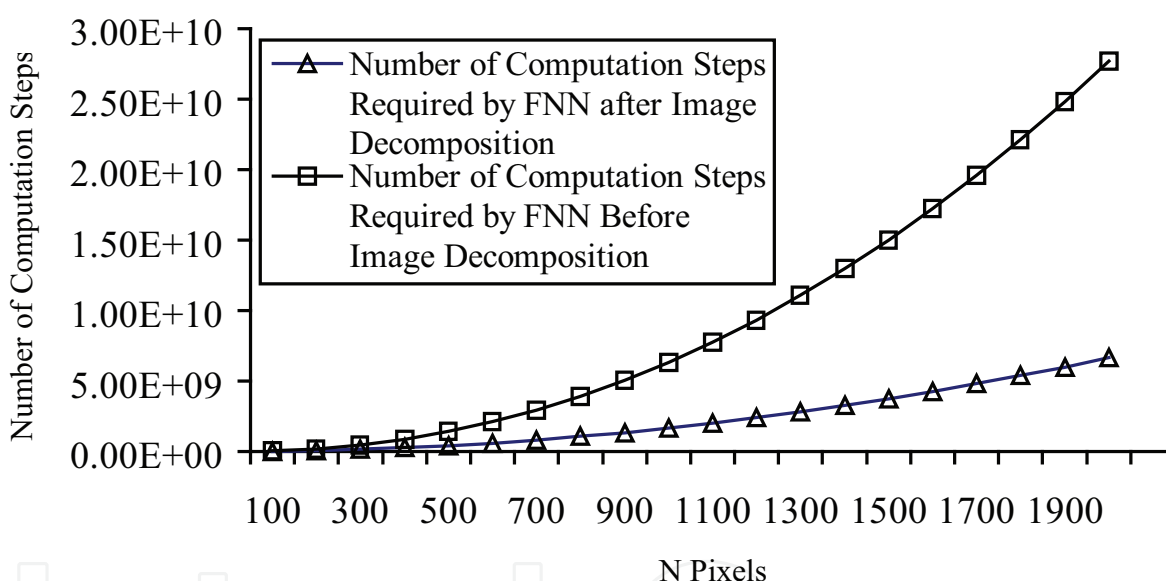 Number of Computation Steps
3.00E+10
2.50E+10
2.00E+10
1.50E+10
1.00E+10
5.00E+09
0.00E+00
Number of Computation Steps
Required by FNN after Image
Decomposition
Number of Computation Steps
Required by FNN Before
Image Decomposition
100 300 500 700 900 1100 1300 1500 1700 1900
N Pixels